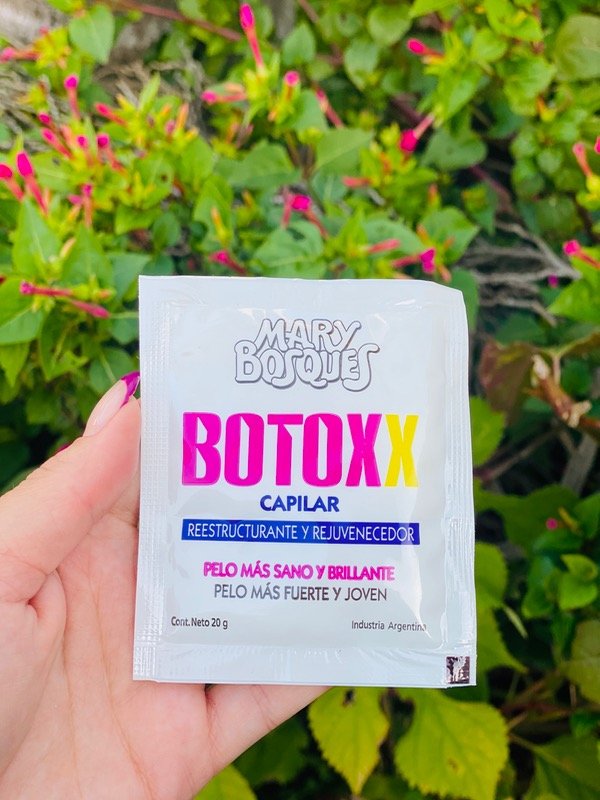 MARY
BOSQUES
BOTOXX
CAPILAR
REESTRUCTURANTE Y REJUVENECEDOR
PELO MÁS SANO Y BRILLANTE
PELO MÁS FUERTE Y JOVEN
Cont. Neto 20 g
Industria Argentina